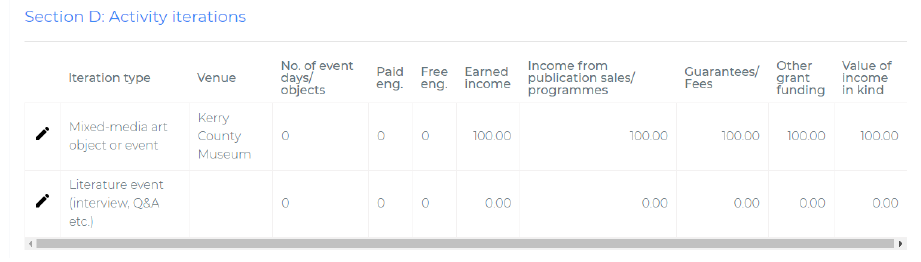 Section D: Activity iterations
Iteration type Venue No. of event days/ objects Paid eng. Free eng. Earned income Income from publication sales/ programmes Guarantees/ Fees Other grant funding Value of income in kind
Mixed-media art object or event Kerry County Museum 0 0 0 100.00 100.00 100.00 100.00 100.00
Literature event (interview, Q&A etc.) 0 0 0 0.00 0.00 0.00 0.00 0.00